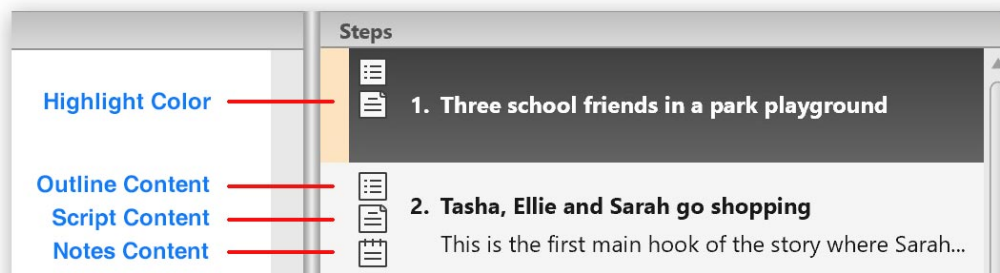 Steps
Highlight Color
1. Three school friends in a park playground
Outline Content
Script Content
Notes Content
2. Tasha, Ellie and Sarah go shopping
This is the first main hook of the story where Sarah...